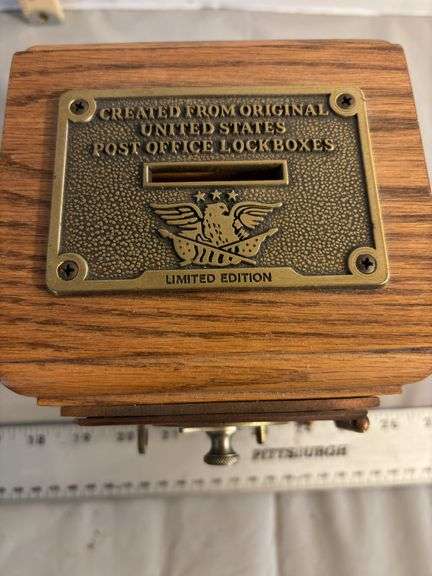 CREATED FROM ORIGINAL
UNITED STATES
POST OFFICE LOCKBOXES
LIMITED EDITION
PITTSBURGH